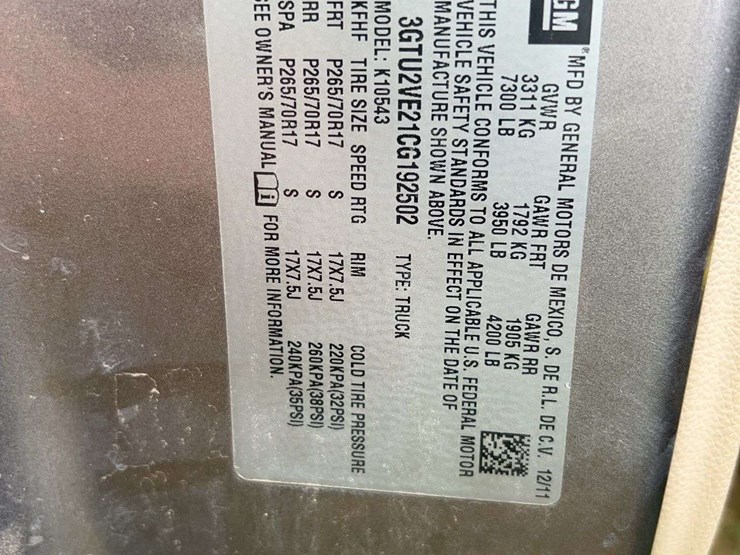 GM ® MFD BY GENERAL MOTORS DE MEXICO, S. DE R.L. DE C.V. 12/11
GVWR GAWR FRT GAWR RR
3311 KG 1792 KG 1905 KG
7300 LB 3950 LB 4200 LB
THIS VEHICLE CONFORMS TO ALL APPLICABLE U.S. FEDERAL MOTOR
VEHICLE SAFETY STANDARDS IN EFFECT ON THE DATE OF
MANUFACTURE SHOWN ABOVE.
3GTU2VE21CG192502 TYPE: TRUCK
MODEL: K10543
KFHF TIRE SIZE SPEED RTG RIM COLD TIRE PRESSURE
FRT P265/70R17 S 17X7.5J 220KPA(32PSI)
RR P265/70R17 S 17X7.5J 260KPA(38PSI)
SPA P265/70R17 S 17X7.5J 240KPA(35PSI)
SEE OWNER'S MANUAL i FOR MORE INFORMATION.